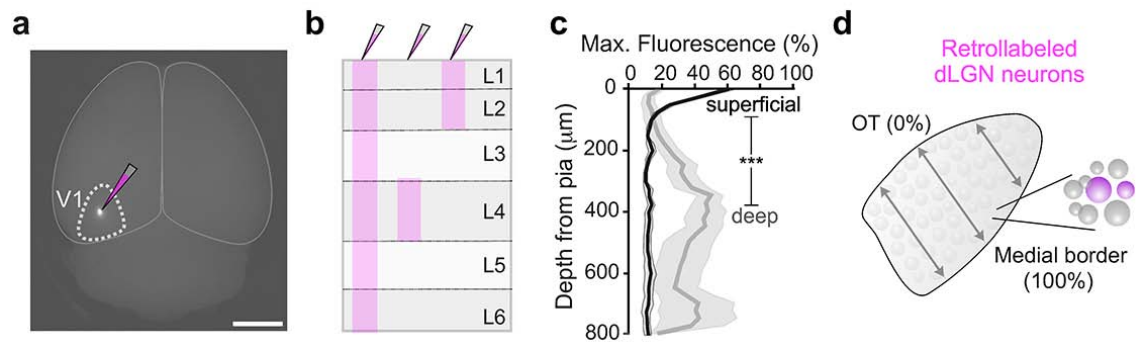 a
V1
b
L1
L2
L3
L4
L5
L6
c
Max. Fluorescence (%)
0 20 40 60 80 100
Depth from pia (μm)
0
200
400
600
800
superficial
***
deep
d
Retrollabeled
dLGN neurons
OT (0%)
Medial border
(100%)